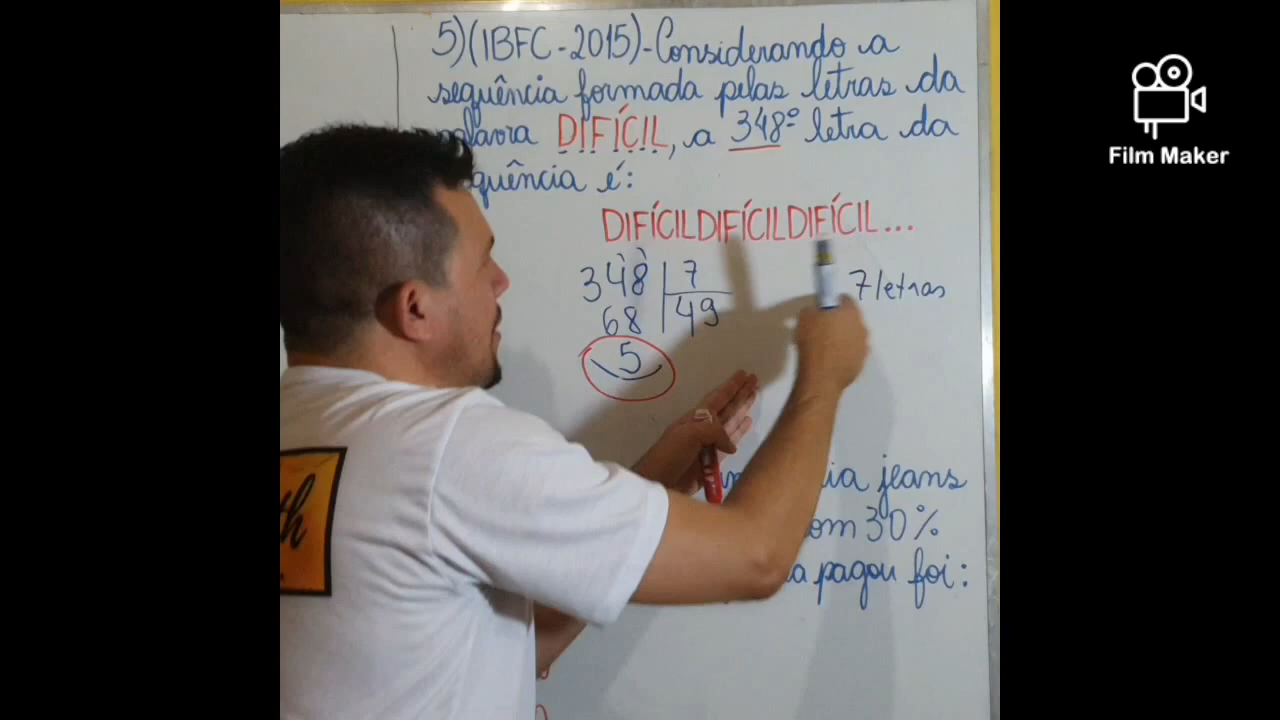 5)(IBFC-2015)-Considerando a
sequência formada pelas letras da
DIFÍCIL, a 348º letra da
é:
DIFÍCILDIFÍCILDIFÍCIL...
348 7
68 49
5
7 letras
Film Maker
jeans
30%
pagou foi: